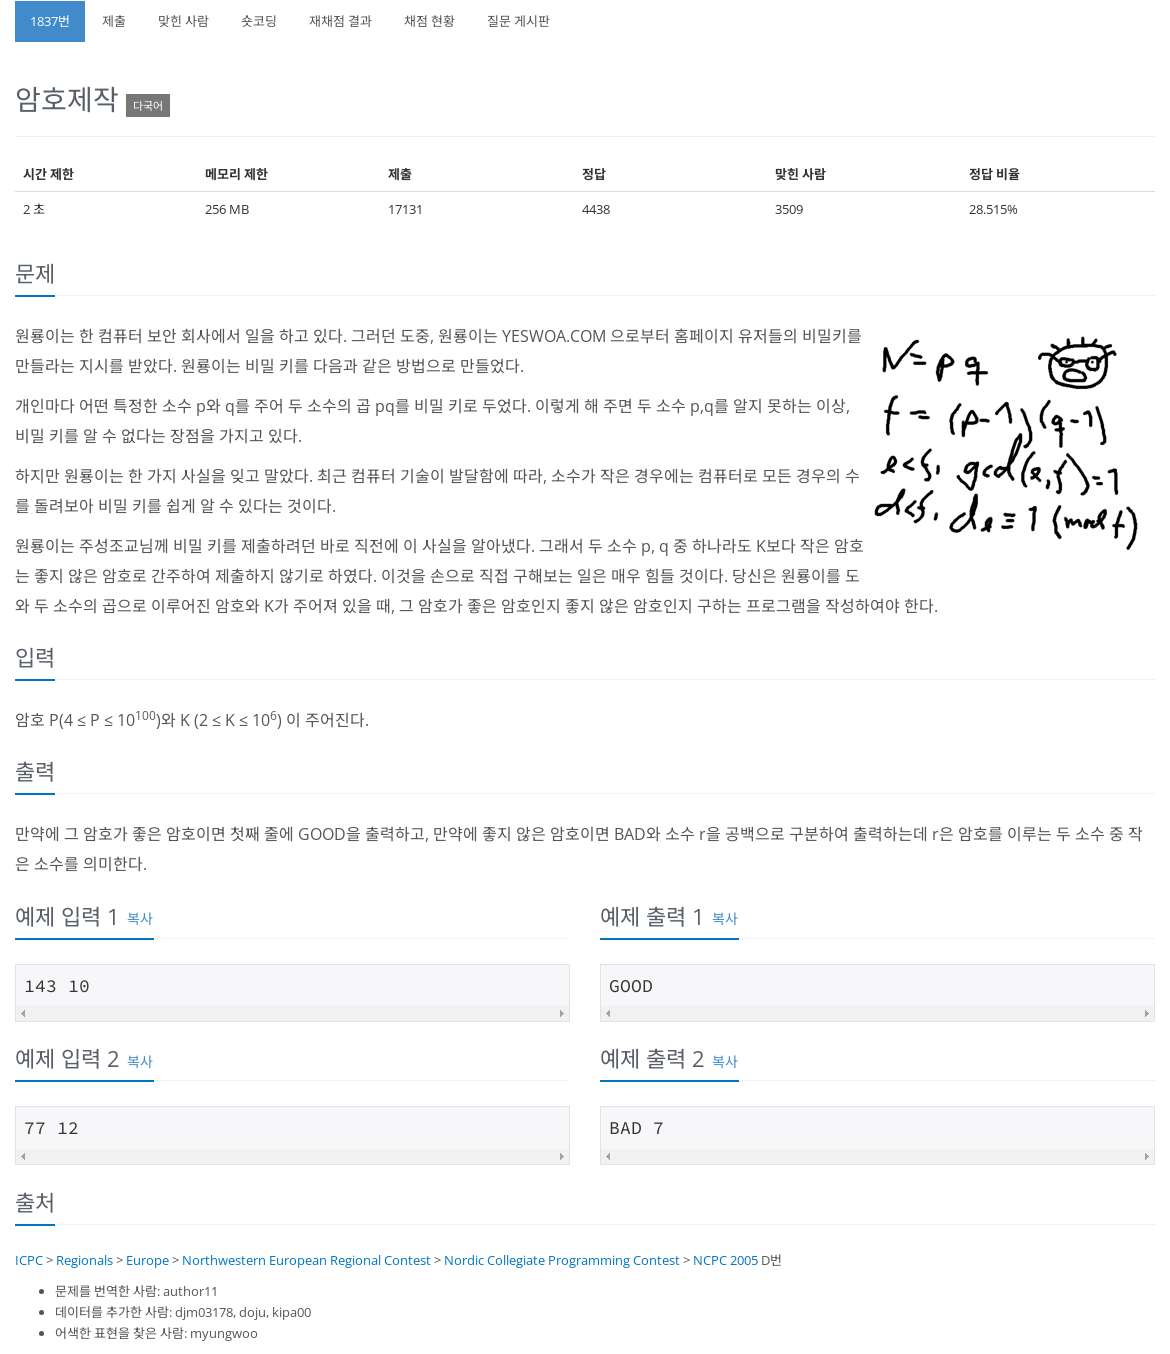 1837번 제출 맞힌 사람 숏코딩 재채점 결과 채점 현황 질문 게시판
암호제작 다국어
시간 제한 메모리 제한 제출 정답 맞힌 사람 정답 비율
2 초 256 MB 17131 4438 3509 28.515%
문제
원룡이는 한 컴퓨터 보안 회사에서 일을 하고 있다. 그러던 도중, 원룡이는 YESWOA.COM 으로부터 홈페이지 유저들의 비밀키를
만들라는 지시를 받았다. 원룡이는 비밀 키를 다음과 같은 방법으로 만들었다.
개인마다 어떤 특정한 소수 p와 q를 주어 두 소수의 곱 pq를 비밀 키로 두었다. 이렇게 해 주면 두 소수 p,q를 알지 못하는 이상,
비밀 키를 알 수 없다는 장점을 가지고 있다.
하지만 원룡이는 한 가지 사실을 잊고 말았다. 최근 컴퓨터 기술이 발달함에 따라, 소수가 작은 경우에는 컴퓨터로 모든 경우의 수
를 돌려보아 비밀 키를 쉽게 알 수 있다는 것이다.
원룡이는 주성조교님께 비밀 키를 제출하려던 바로 직전에 이 사실을 알아냈다. 그래서 두 소수 p, q 중 하나라도 K보다 작은 암호
는 좋지 않은 암호로 간주하여 제출하지 않기로 하였다. 이것을 손으로 직접 구해보는 일은 매우 힘들 것이다. 당신은 원룡이를 도
와 두 소수의 곱으로 이루어진 암호와 K가 주어져 있을 때, 그 암호가 좋은 암호인지 좋지 않은 암호인지 구하는 프로그램을 작성하여야 한다.
N = p q
f = (p-1)(q-1)
e<f, gcd(e,f)=1
d<f, de≡1 (mod f)
입력
암호 P(4 ≤ P ≤ 10^100)와 K (2 ≤ K ≤ 10^6) 이 주어진다.
출력
만약에 그 암호가 좋은 암호이면 첫째 줄에 GOOD을 출력하고, 만약에 좋지 않은 암호이면 BAD와 소수 r을 공백으로 구분하여 출력하는데 r은 암호를 이루는 두 소수 중 작
은 소수를 의미한다.
예제 입력 1 복사
143 10
예제 출력 1 복사
GOOD
예제 입력 2 복사
77 12
예제 출력 2 복사
BAD 7
출처
ICPC > Regionals > Europe > Northwestern European Regional Contest > Nordic Collegiate Programming Contest > NCPC 2005 D번
문제를 번역한 사람: author11
데이터를 추가한 사람: djm03178, doju, kipa00
어색한 표현을 찾은 사람: myungwoo